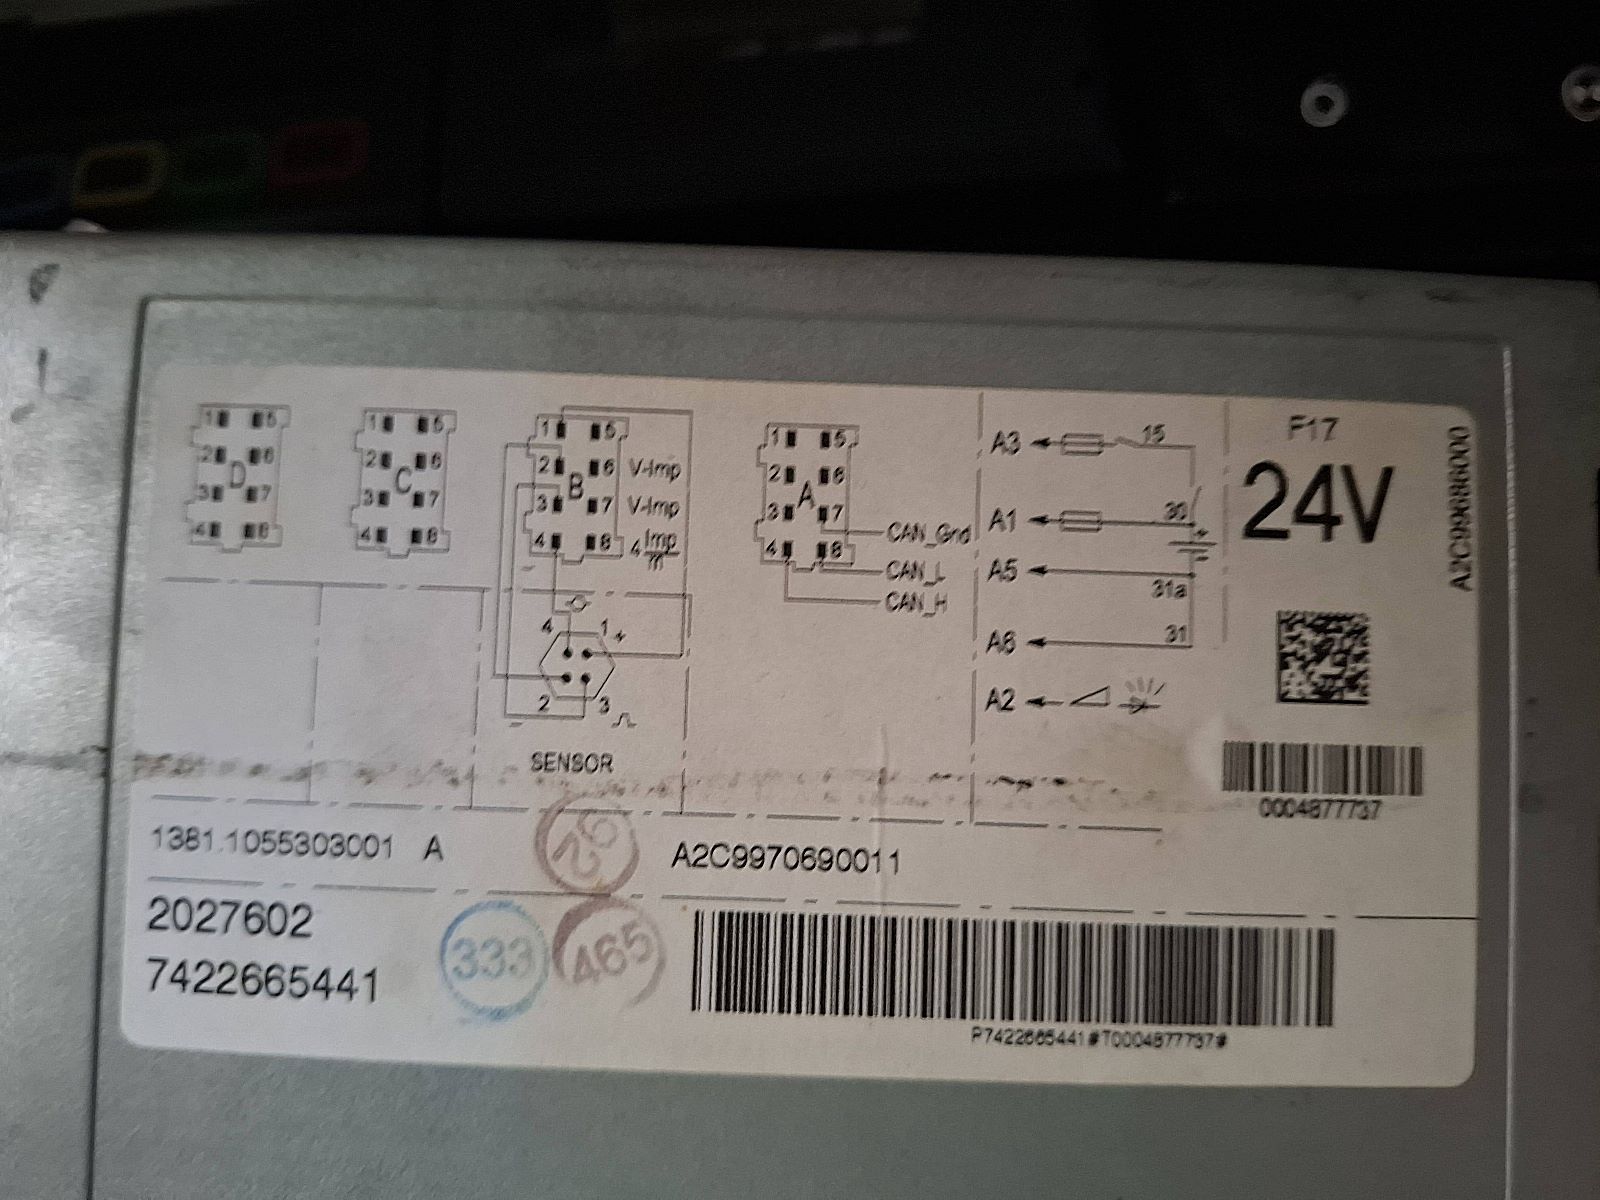 1 5
2 6
D
3 7
4 8
1 5
2 6
C
3 7
4 8
1 5
2 6 V-Imp
B
3 7 V-Imp
4 8 4 Imp
4 1 +
2 3
SENSOR
1 5
2 6
A
3 7
4 8
CAN_Gnd
CAN_L
CAN_H
A3 15
A1 30
+
A5 31a
A6 31
A2
F17
24V
A2C99886000
0004877737
1381.1055303001 A
26
A2C9970690011
2027602
7422665441
333
465
P7422665441#T0004877737#